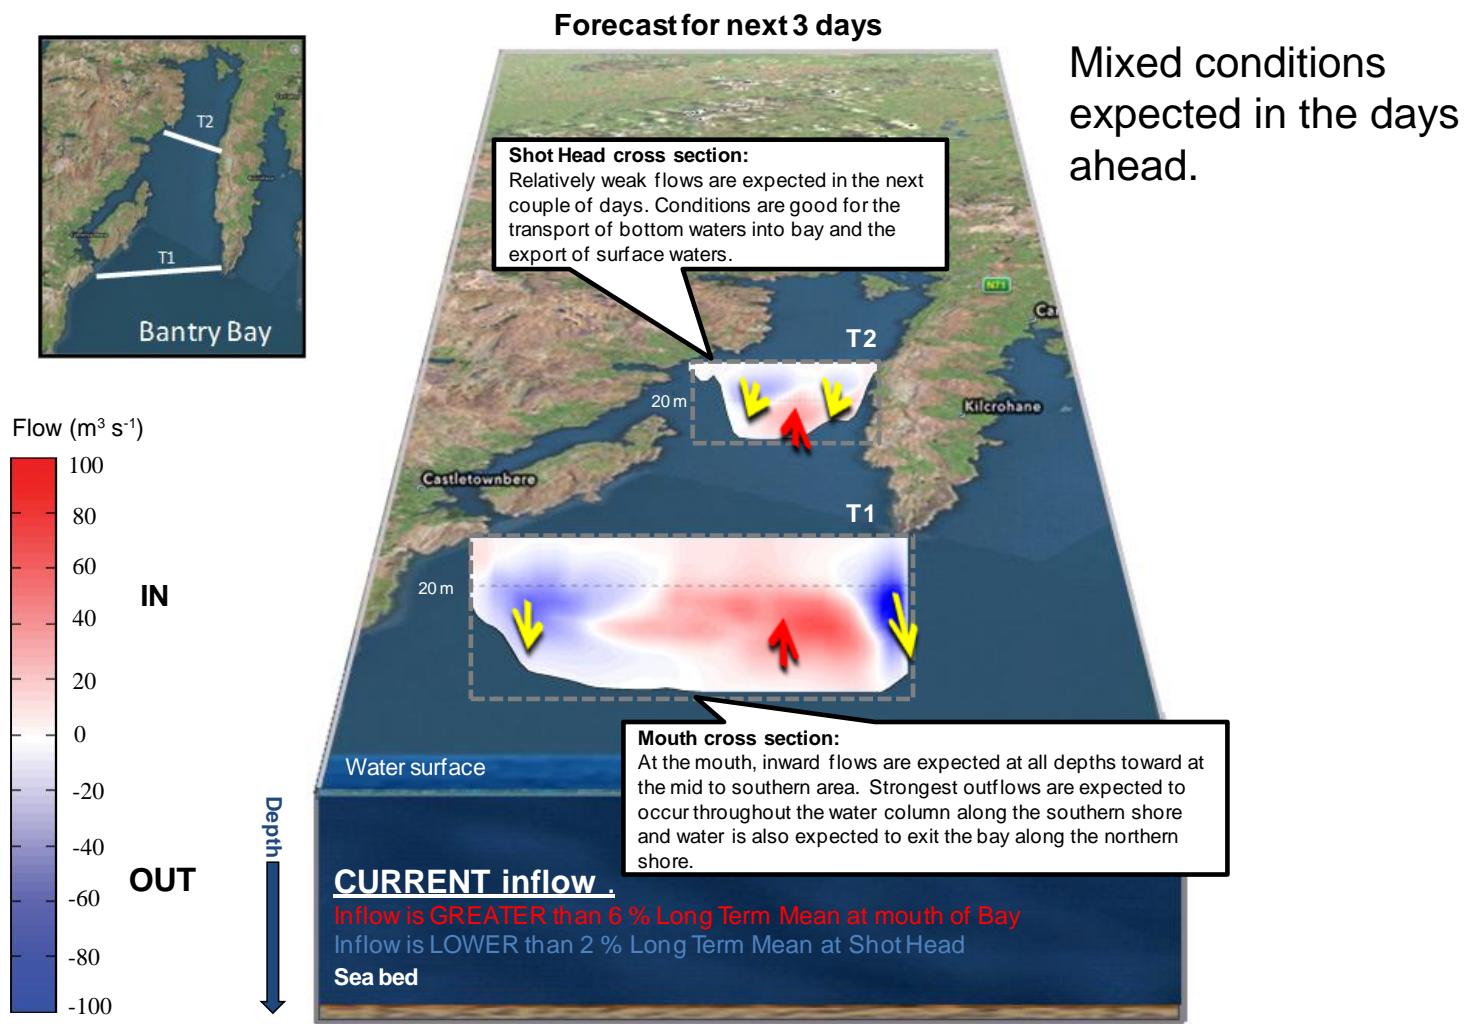 Forecast for next 3 days
Mixed conditions
expected in the days
ahead.
T2
T1
Bantry Bay
Shot Head cross section:
Relatively weak flows are expected in the next
couple of days. Conditions are good for the
transport of bottom waters into bay and the
export of surface waters.
N71
T2
20 m
Kilcrohane
Castletownbere
T1
20 m
Flow (m³ s⁻¹)
100
80
60
40
20
0
-20
-40
-60
-80
-100
IN
OUT
Mouth cross section:
At the mouth, inward flows are expected at all depths toward at
the mid to southern area. Strongest outflows are expected to
occur throughout the water column along the southern shore
and water is also expected to exit the bay along the northern
shore.
Water surface
Depth
CURRENT inflow .
Inflow is GREATER than 6 % Long Term Mean at mouth of Bay
Inflow is LOWER than 2 % Long Term Mean at Shot Head
Sea bed